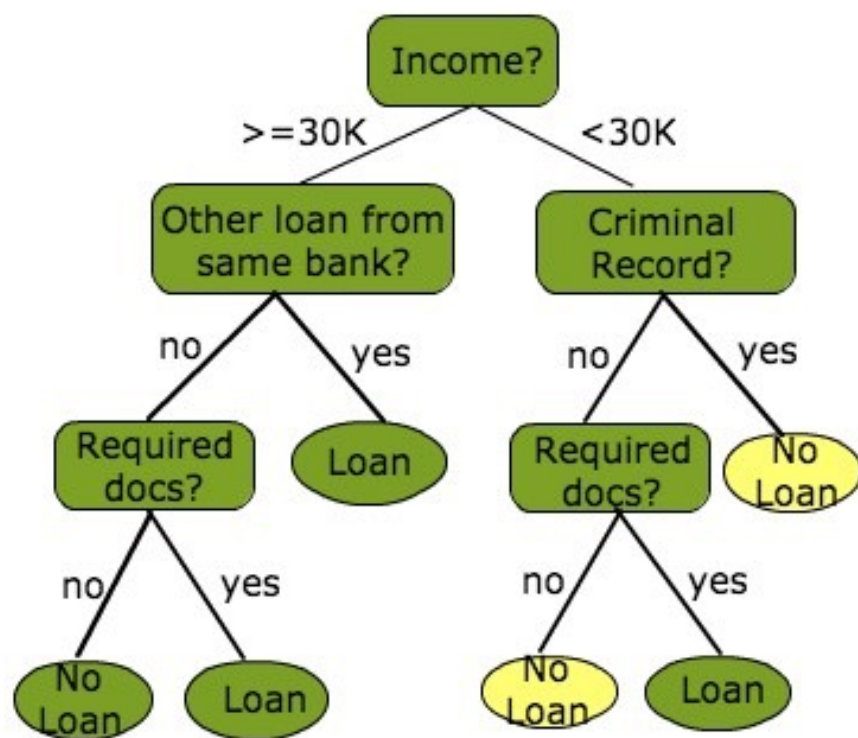 Income?
>=30K
<30K
Other loan from
same bank?
Criminal
Record?
no
yes
no
yes
Required
docs?
Loan
Required
docs?
No
Loan
no
yes
no
yes
No
Loan
Loan
No
Loan
Loan